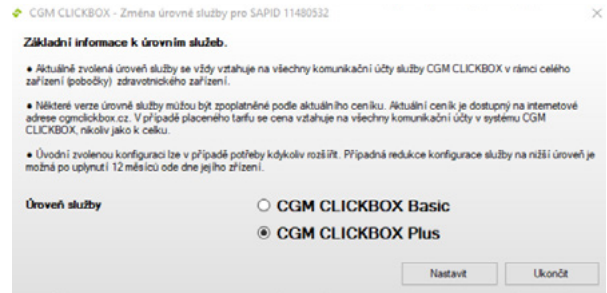 CGM CLICKBOX - Změna úrovně služby pro SAPID 11480532
Základní informace k úrovním služeb.
• Aktuálně zvolená úroveň služby se vždy vztahuje na všechny komunikační účty služby CGM CLICKBOX v rámci celého
zařízení (pobočky) zdravotnického zařízení.
• Některé verze úrovně služby můžou být zpoplatněné podle aktuálního ceníku. Aktuální ceník je dostupný na internetové
adrese cgmclickbox.cz. V případě placeného tarifu se cena vztahuje na všechny komunikační účty v systému CGM
CLICKBOX, nikoliv jako k celku.
• Úvodní zvolenou konfiguraci lze v případě potřeby kdykoliv rozšířit. Případná redukce konfigurace služby na nižší úroveň je
možná po uplynutí 12 měsíců ode dne jejího zřízení.
Úroveň služby
CGM CLICKBOX Basic
CGM CLICKBOX Plus
Nastavit Ukončit